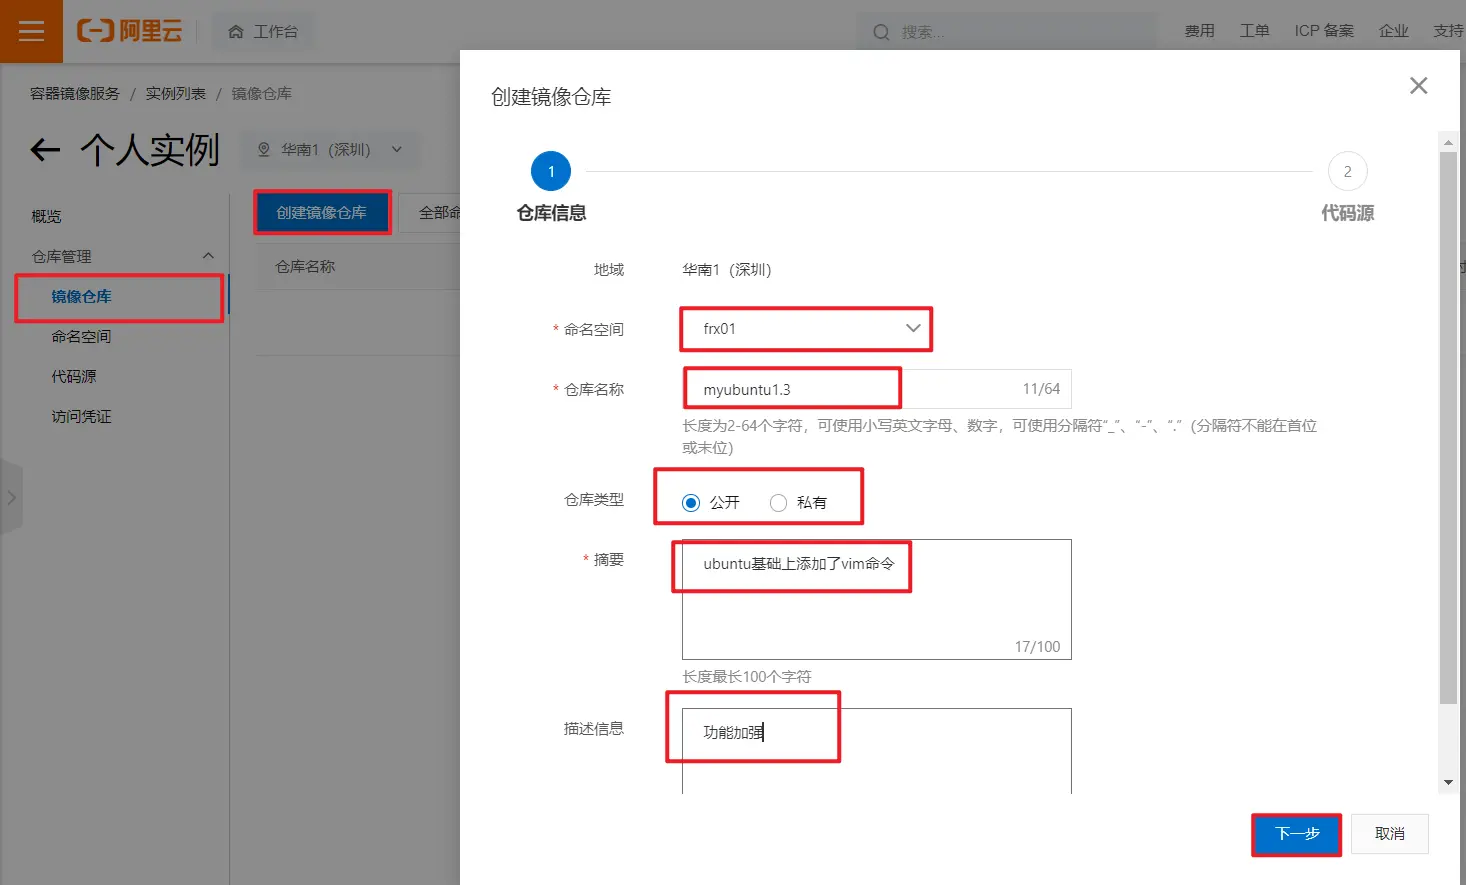 阿里云
工作台
搜索...
费用
工单
ICP 备案
企业
支持
容器镜像服务 / 实例列表 / 镜像仓库
个人实例
华南1（深圳）
概览
仓库管理
镜像仓库
命名空间
代码源
访问凭证
创建镜像仓库
全部命
仓库名称
创建镜像仓库
1
2
仓库信息
代码源
地域
华南1（深圳）
* 命名空间
frx01
* 仓库名称
myubuntu1.3
11/64
长度为2-64个字符，可使用小写英文字母、数字，可使用分隔符“_”、“-”、“.”（分隔符不能在首位
或末位）
仓库类型
公开
私有
* 摘要
ubuntu基础上添加了vim命令
17/100
长度最长100个字符
描述信息
功能加强
下一步
取消